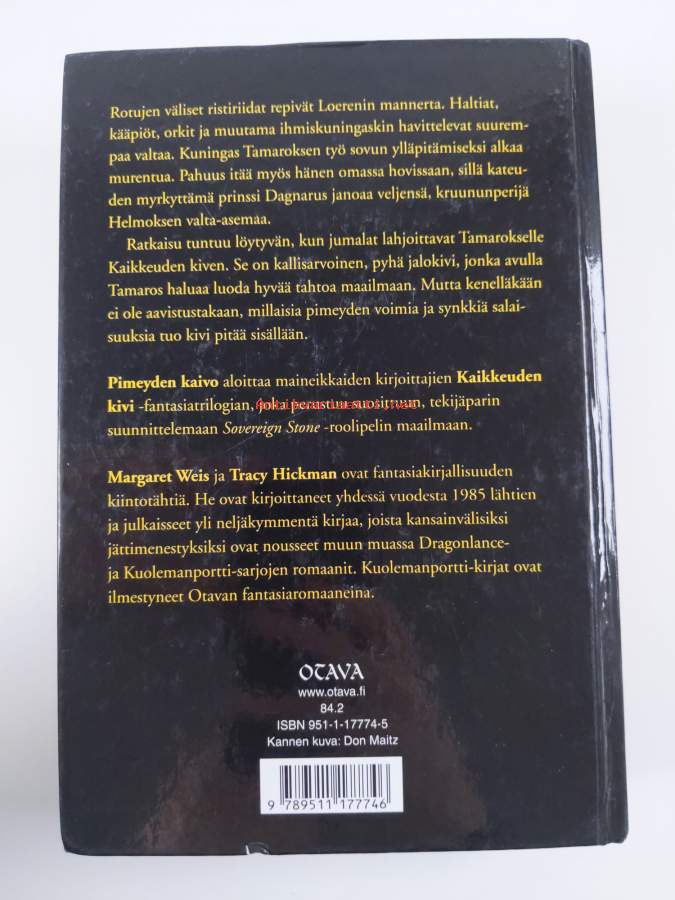 Rotujen väliset ristiriidat repivät Loerenin mannerta. Haltiat,
kääpiöt, orkit ja muutama ihmiskuningaskin havittelevat suurem-
paa valtaa. Kuningas Tamaroksen työ sovun ylläpitämiseksi alkaa
murentua. Pahuus itää myös hänen omassa hovissaan, sillä kateu-
den myrkyttämä prinssi Dagnarus janoaa veljensä, kruununperijä
Helmoksen valta-asemaa.
Ratkaisu tuntuu löytyvän, kun jumalat lahjoittavat Tamarokselle
Kaikkeuden kiven. Se on kallisarvoinen, pyhä jalokivi, jonka avulla
Tamaros haluaa luoda hyvää tahtoa maailmaan. Mutta kenelläkään
ei ole aavistustakaan, millaisia pimeyden voimia ja synkkiä salai-
suuksia tuo kivi pitää sisällään.
Pimeyden kaivo aloittaa maineikkaiden kirjoittajien Kaikkeuden
kivi -fantasiatrilogian, joka perustuu suosittuun, tekijäparin
suunnittelemaan Sovereign Stone -roolipelin maailmaan.
Margaret Weis ja Tracy Hickman ovat fantasiakirjallisuuden
kiintotähtiä. He ovat kirjoittaneet yhdessä vuodesta 1985 lähtien
ja julkaisseet yli neljäkymmentä kirjaa, joista kansainvälisiksi
jättimenestyksiksi ovat nousseet muun muassa Dragonlance-
ja Kuolemanportti-sarjojen romaanit. Kuolemanportti-kirjat ovat
ilmestyneet Otavan fantasiaromaaneina.
OTAVA
www.otava.fi
84.2
ISBN 951-1-17774-5
Kannen kuva: Don Maitz
9 789511 177746